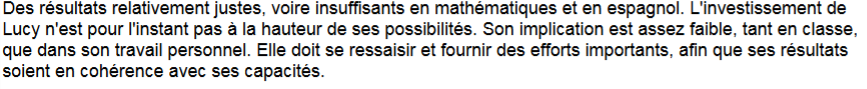 Des résultats relativement justes, voire insuffisants en mathématiques et en espagnol. L'investissement de
Lucy n'est pour l'instant pas à la hauteur de ses possibilités. Son implication est assez faible, tant en classe,
que dans son travail personnel. Elle doit se ressaisir et fournir des efforts importants, afin que ses résultats
soient en cohérence avec ses capacités.